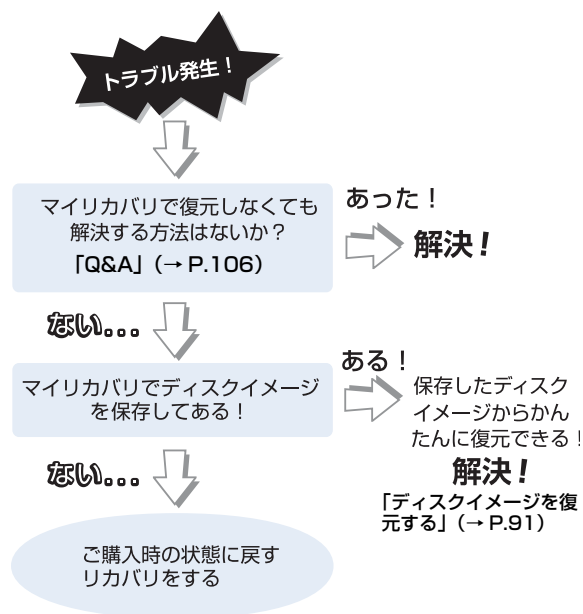 トラブル発生！
マイリカバリで復元しなくても
解決する方法はないか？
「Q&A」（→ P.106）
あった！
解決！
ない...
マイリカバリでディスクイメージ
を保存してある！
ある！
保存したディスク
イメージからかん
たんに復元できる！
解決！
「ディスクイメージを復
元する」（→ P.91）
ない...
ご購入時の状態に戻す
リカバリをする